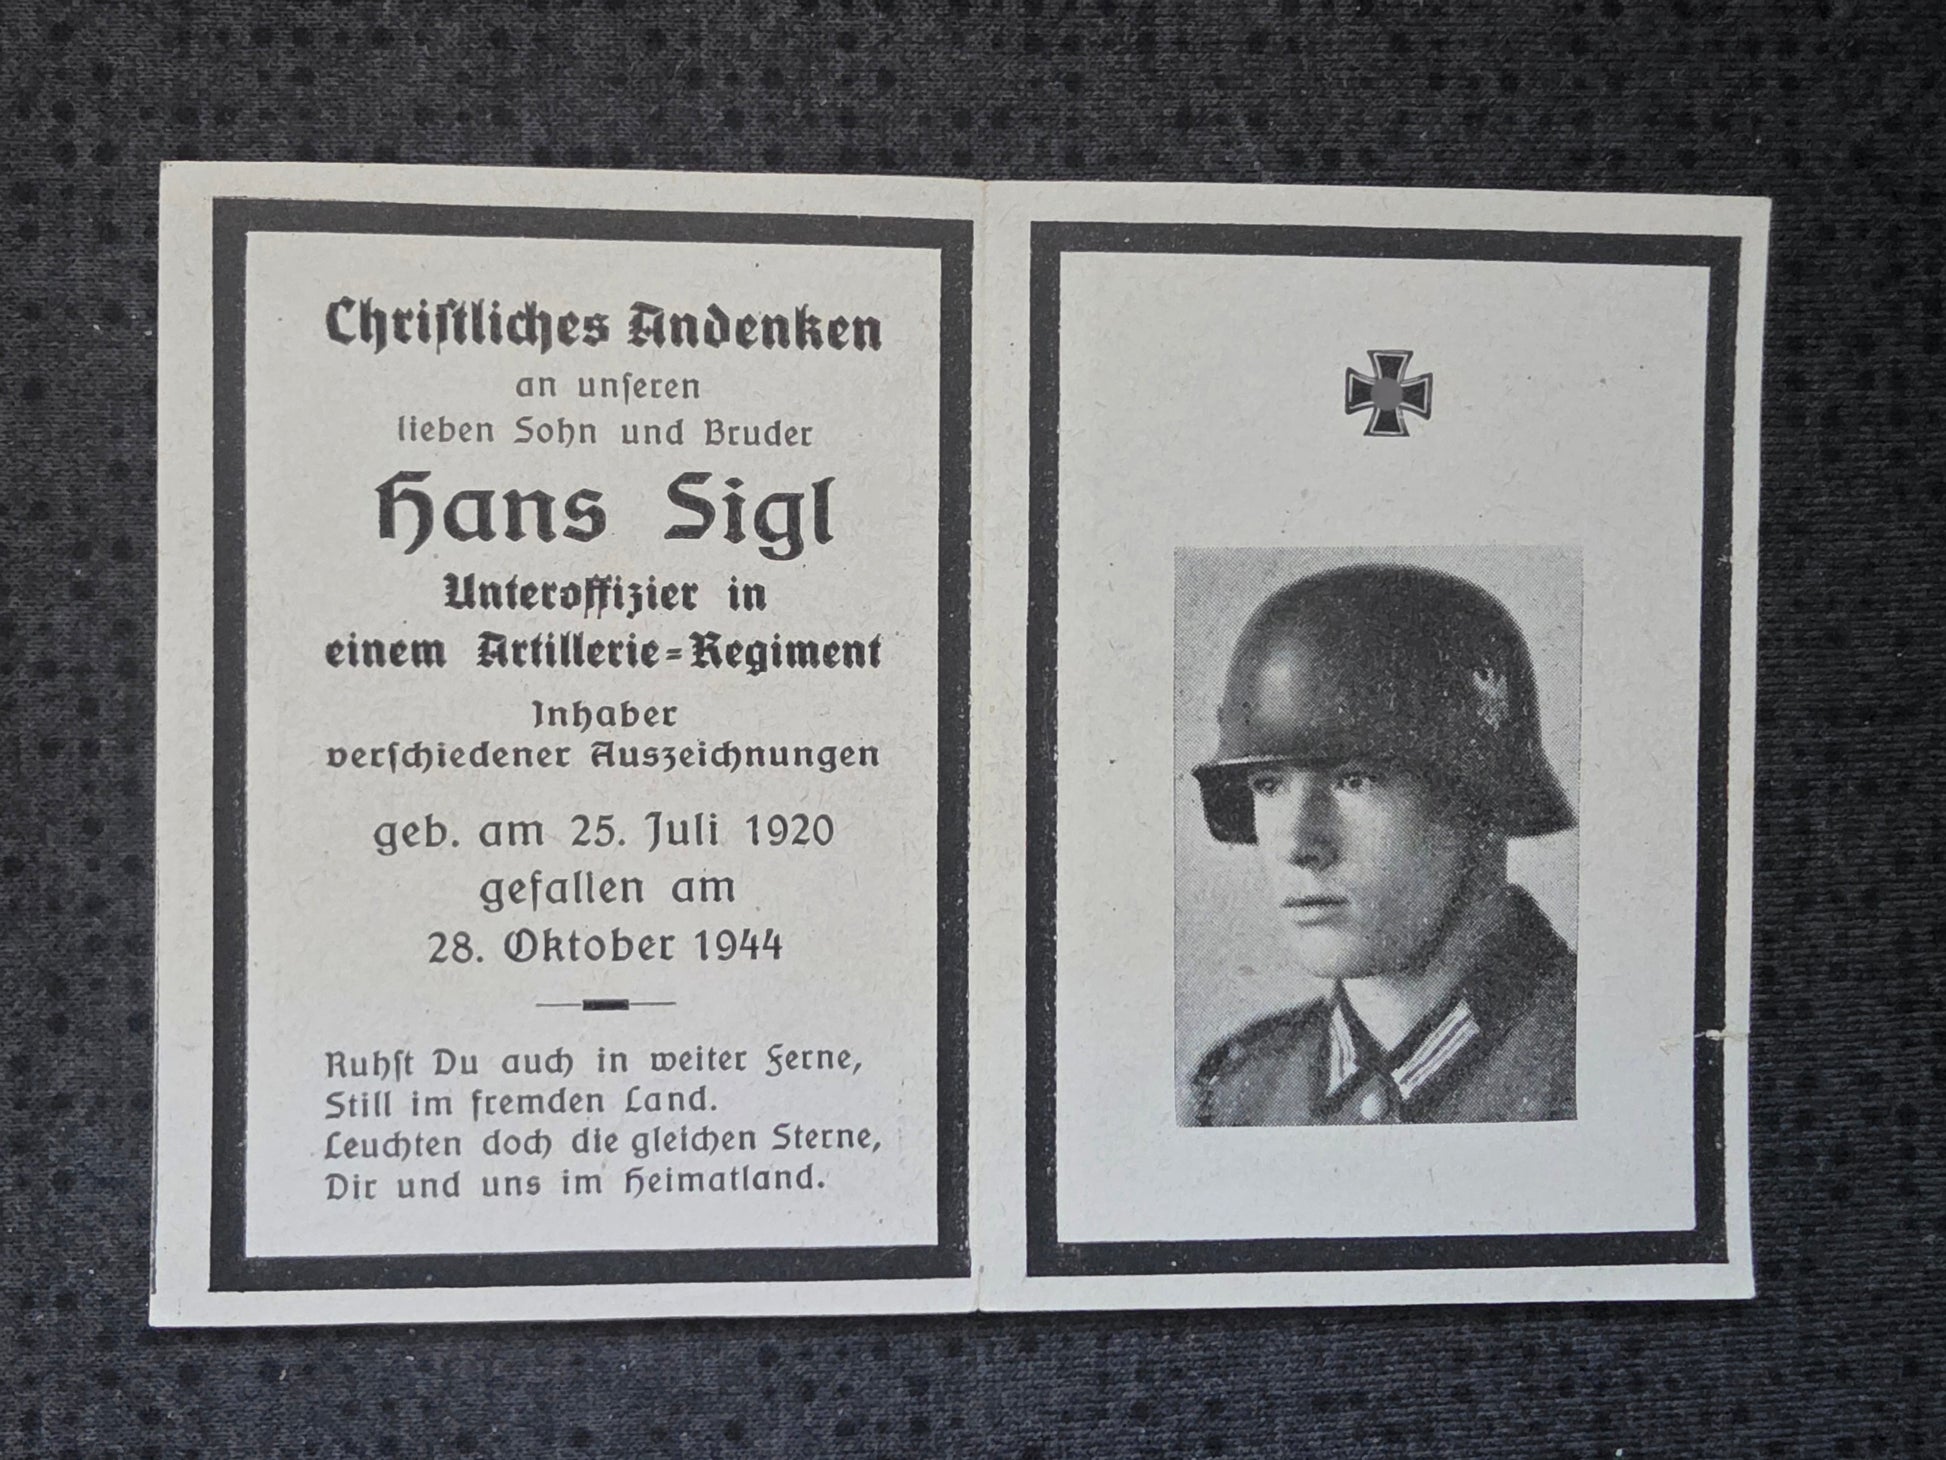 Christliches Andenken
an unseren
lieben Sohn und Bruder
Hans Sigl
Unteroffizier in
einem Artillerie-Regiment
Inhaber
verschiedener Auszeichnungen
geb. am 25. Juli 1920
gefallen am
28. Oktober 1944
Ruhst Du auch in weiter Ferne,
Still im fremden Land.
Leuchten doch die gleichen Sterne,
Dir und uns im Heimatland.